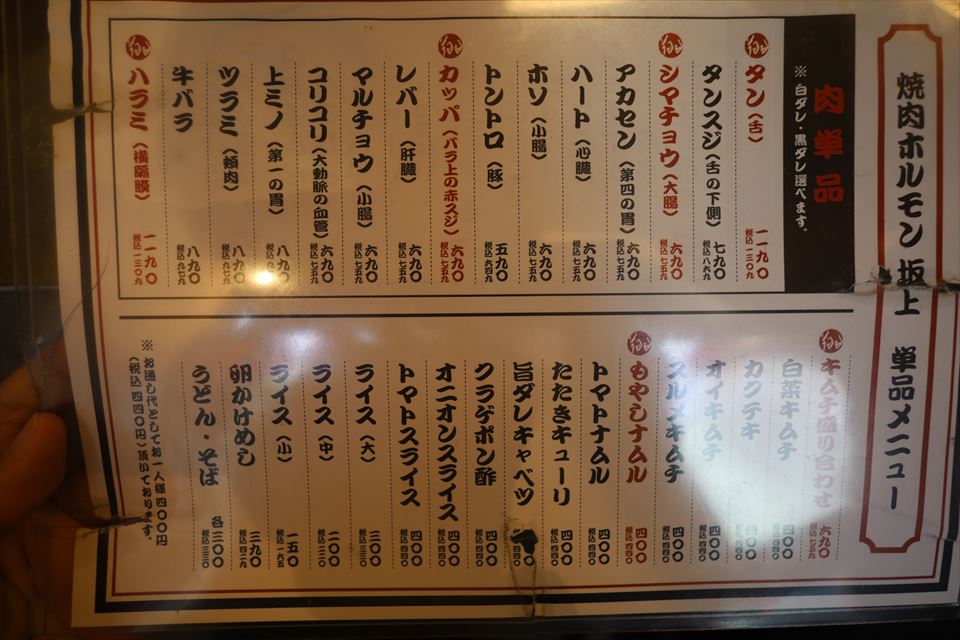 焼肉ホルモン 坂上 単品メニュー
肉単品
※白ダレ・黒ダレ選べます。
タン（舌） 一一九〇 税込一三〇九
タンスジ（舌の下側） 七九〇 税込八六九
シマチョウ（大腸） 六九〇 税込七五九
アカセン（第四の胃） 六九〇 税込七五九
ハート（心臓） 六九〇 税込七五九
ホソ（小腸） 六九〇 税込七五九
トントロ（豚） 五九〇 税込六四九
カッパ（バラ上の赤スジ） 六九〇 税込七五九
レバー（肝臓） 六九〇 税込七五九
マルチョウ（小腸） 六九〇 税込七五九
コリコリ（大動脈の血管） 六九〇 税込七五九
上ミノ（第一の胃） 八九〇 税込九七九
ツラミ（頬肉） 八九〇 税込九七九
牛バラ 八九〇 税込九七九
ハラミ（横隔膜） 一一九〇 税込一三〇九
キムチ盛り合わせ 六九〇 税込七五九
白菜キムチ 四〇〇 税込四四〇
カクテキ 四〇〇 税込四四〇
オイキムチ 四〇〇 税込四四〇
スルメキムチ 四〇〇 税込四四〇
もやしナムル 四〇〇 税込四四〇
トマトナムル 四〇〇 税込四四〇
たたきキューリ 四〇〇 税込四四〇
旨ダレキャベツ 〇〇 税込四四〇
クラゲポン酢 四〇〇 税込四四〇
オニオンスライス 四〇〇 税込四四〇
トマトスライス 四〇〇 税込四四〇
ライス（大） 三〇〇 税込三三〇
ライス（中） 二〇〇 税込二二〇
ライス（小） 一五〇 税込一六五
卵かけめし 三九〇 税込四二九
うどん・そば 各三〇〇 税込三三〇
※お通し代としてお一人様四〇〇円
（税込四四〇円）頂いております。